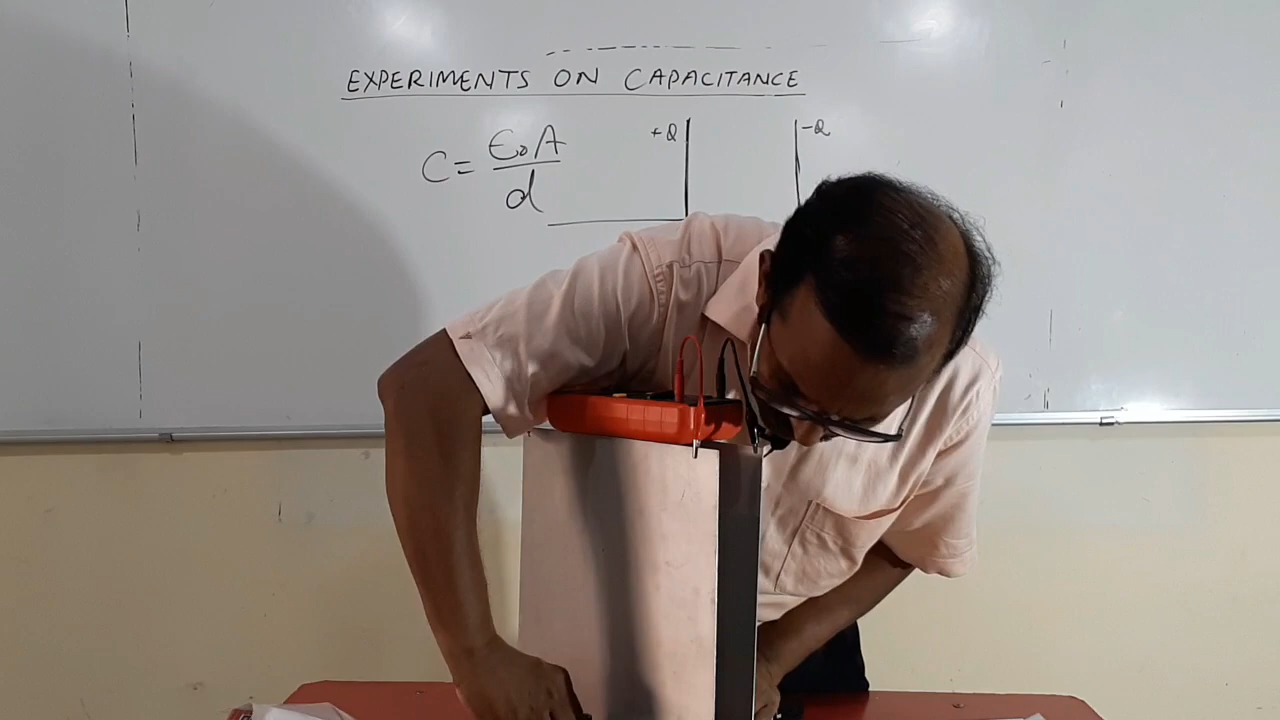 EXPERIMENTS ON CAPACITANCE
+Q -Q
C = ε₀A/d